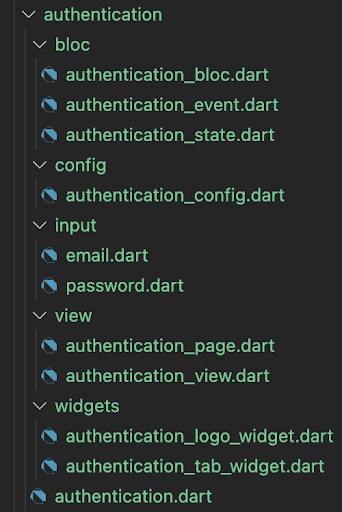 authentication
bloc
authentication_bloc.dart
authentication_event.dart
authentication_state.dart
config
authentication_config.dart
input
email.dart
password.dart
view
authentication_page.dart
authentication_view.dart
widgets
authentication_logo_widget.dart
authentication_tab_widget.dart
authentication.dart